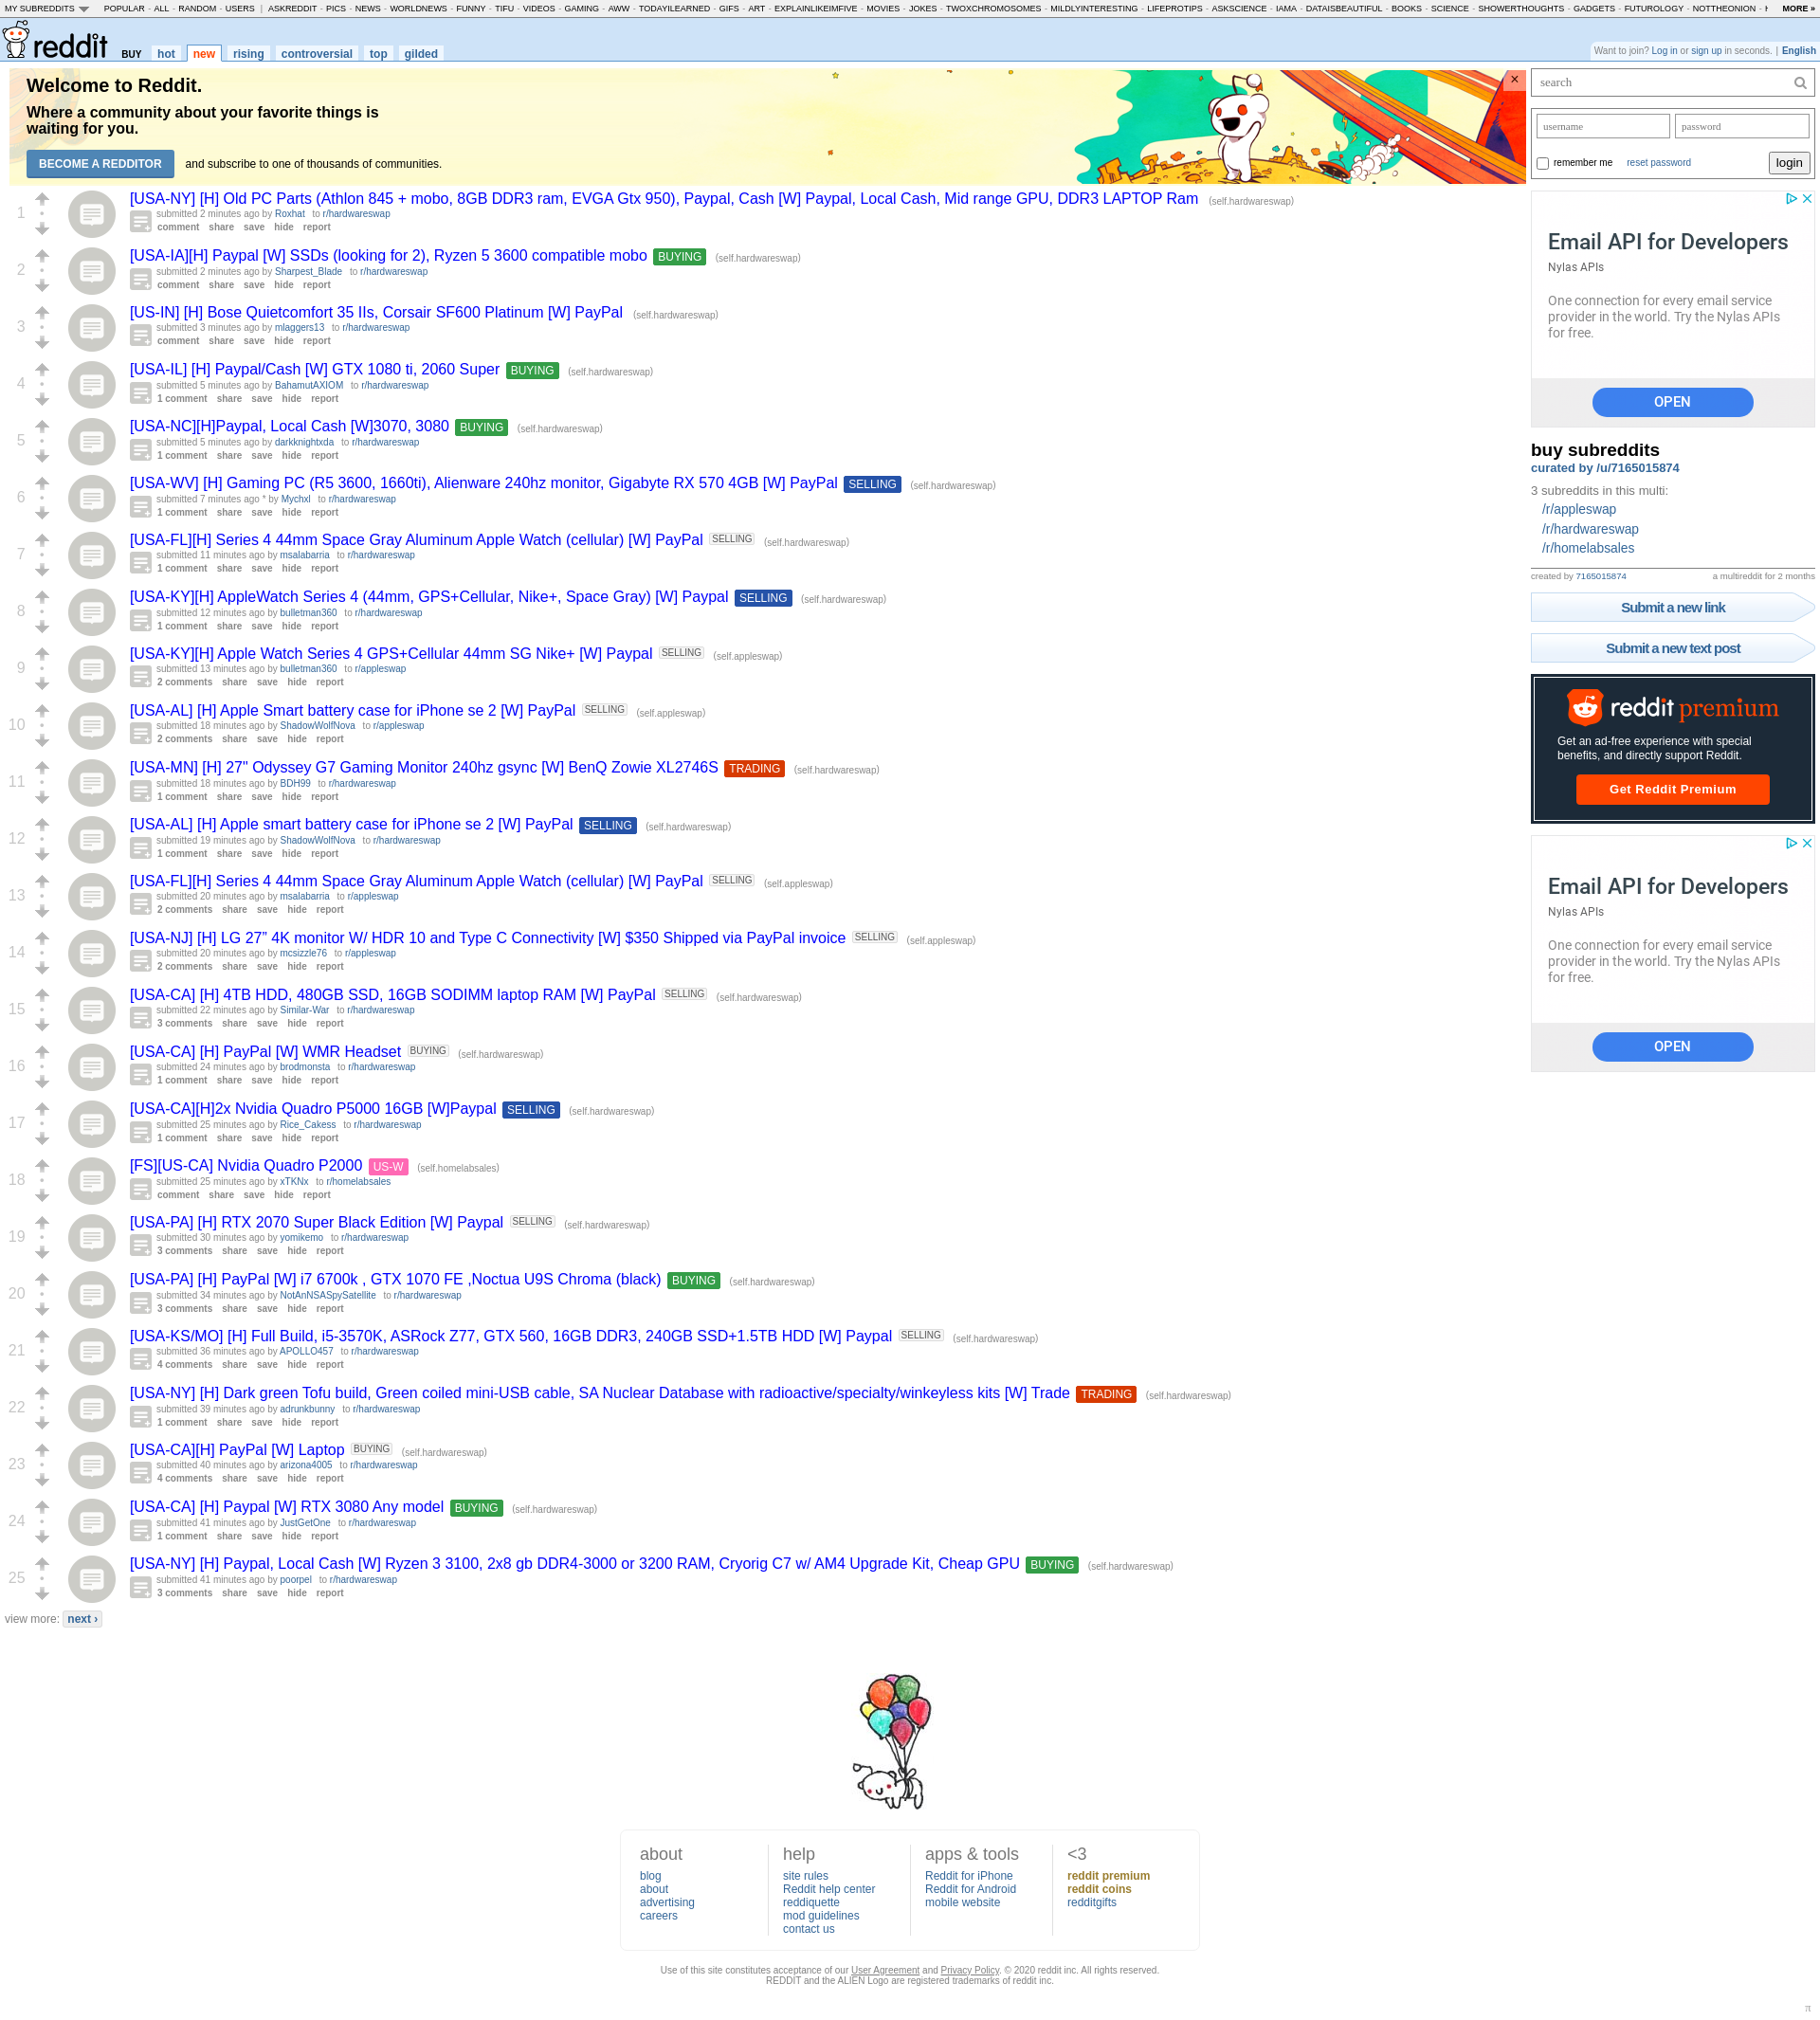 MY SUBREDDITS POPULAR - ALL - RANDOM - USERS | ASKREDDIT - PICS - NEWS - WORLDNEWS - FUNNY - TIFU - VIDEOS - GAMING - AWW - TODAYILEARNED - GIFS - ART - EXPLAINLIKEIMFIVE - MOVIES - JOKES - TWOXCHROMOSOMES - MILDLYINTERESTING - LIFEPROTIPS - ASKSCIENCE - IAMA - DATAISBEAUTIFUL - BOOKS - SCIENCE - SHOWERTHOUGHTS - GADGETS - FUTUROLOGY - NOTTHEONION - MORE »
reddit BUY hot new rising controversial top gilded
Want to join? Log in or sign up in seconds. | English
Welcome to Reddit.
Where a community about your favorite things is
waiting for you.
BECOME A REDDITOR and subscribe to one of thousands of communities.
×
1
[USA-NY] [H] Old PC Parts (Athlon 845 + mobo, 8GB DDR3 ram, EVGA Gtx 950), Paypal, Cash [W] Paypal, Local Cash, Mid range GPU, DDR3 LAPTOP Ram (self.hardwareswap)
submitted 2 minutes ago by Roxhat to r/hardwareswap
comment share save hide report
2
[USA-IA][H] Paypal [W] SSDs (looking for 2), Ryzen 5 3600 compatible mobo BUYING (self.hardwareswap)
submitted 2 minutes ago by Sharpest_Blade to r/hardwareswap
comment share save hide report
3
[US-IN] [H] Bose Quietcomfort 35 IIs, Corsair SF600 Platinum [W] PayPal (self.hardwareswap)
submitted 3 minutes ago by mlaggers13 to r/hardwareswap
comment share save hide report
4
[USA-IL] [H] Paypal/Cash [W] GTX 1080 ti, 2060 Super BUYING (self.hardwareswap)
submitted 5 minutes ago by BahamutAXIOM to r/hardwareswap
1 comment share save hide report
5
[USA-NC][H]Paypal, Local Cash [W]3070, 3080 BUYING (self.hardwareswap)
submitted 5 minutes ago by darkknightxda to r/hardwareswap
1 comment share save hide report
6
[USA-WV] [H] Gaming PC (R5 3600, 1660ti), Alienware 240hz monitor, Gigabyte RX 570 4GB [W] PayPal SELLING (self.hardwareswap)
submitted 7 minutes ago * by Mychxl to r/hardwareswap
1 comment share save hide report
7
[USA-FL][H] Series 4 44mm Space Gray Aluminum Apple Watch (cellular) [W] PayPal SELLING (self.hardwareswap)
submitted 11 minutes ago by msalabarria to r/hardwareswap
1 comment share save hide report
8
[USA-KY][H] AppleWatch Series 4 (44mm, GPS+Cellular, Nike+, Space Gray) [W] Paypal SELLING (self.hardwareswap)
submitted 12 minutes ago by bulletman360 to r/hardwareswap
1 comment share save hide report
9
[USA-KY][H] Apple Watch Series 4 GPS+Cellular 44mm SG Nike+ [W] Paypal SELLING (self.appleswap)
submitted 13 minutes ago by bulletman360 to r/appleswap
2 comments share save hide report
10
[USA-AL] [H] Apple Smart battery case for iPhone se 2 [W] PayPal SELLING (self.appleswap)
submitted 18 minutes ago by ShadowWolfNova to r/appleswap
2 comments share save hide report
11
[USA-MN] [H] 27" Odyssey G7 Gaming Monitor 240hz gsync [W] BenQ Zowie XL2746S TRADING (self.hardwareswap)
submitted 18 minutes ago by BDH99 to r/hardwareswap
1 comment share save hide report
12
[USA-AL] [H] Apple smart battery case for iPhone se 2 [W] PayPal SELLING (self.hardwareswap)
submitted 19 minutes ago by ShadowWolfNova to r/hardwareswap
1 comment share save hide report
13
[USA-FL][H] Series 4 44mm Space Gray Aluminum Apple Watch (cellular) [W] PayPal SELLING (self.appleswap)
submitted 20 minutes ago by msalabarria to r/appleswap
2 comments share save hide report
14
[USA-NJ] [H] LG 27” 4K monitor W/ HDR 10 and Type C Connectivity [W] $350 Shipped via PayPal invoice SELLING (self.appleswap)
submitted 20 minutes ago by mcsizzle76 to r/appleswap
2 comments share save hide report
15
[USA-CA] [H] 4TB HDD, 480GB SSD, 16GB SODIMM laptop RAM [W] PayPal SELLING (self.hardwareswap)
submitted 22 minutes ago by Similar-War to r/hardwareswap
3 comments share save hide report
16
[USA-CA] [H] PayPal [W] WMR Headset BUYING (self.hardwareswap)
submitted 24 minutes ago by brodmonsta to r/hardwareswap
1 comment share save hide report
17
[USA-CA][H]2x Nvidia Quadro P5000 16GB [W]Paypal SELLING (self.hardwareswap)
submitted 25 minutes ago by Rice_Cakess to r/hardwareswap
1 comment share save hide report
18
[FS][US-CA] Nvidia Quadro P2000 US-W (self.homelabsales)
submitted 25 minutes ago by xTKNx to r/homelabsales
comment share save hide report
19
[USA-PA] [H] RTX 2070 Super Black Edition [W] Paypal SELLING (self.hardwareswap)
submitted 30 minutes ago by yomikemo to r/hardwareswap
3 comments share save hide report
20
[USA-PA] [H] PayPal [W] i7 6700k , GTX 1070 FE ,Noctua U9S Chroma (black) BUYING (self.hardwareswap)
submitted 34 minutes ago by NotAnNSASpySatellite to r/hardwareswap
3 comments share save hide report
21
[USA-KS/MO] [H] Full Build, i5-3570K, ASRock Z77, GTX 560, 16GB DDR3, 240GB SSD+1.5TB HDD [W] Paypal SELLING (self.hardwareswap)
submitted 36 minutes ago by APOLLO457 to r/hardwareswap
4 comments share save hide report
22
[USA-NY] [H] Dark green Tofu build, Green coiled mini-USB cable, SA Nuclear Database with radioactive/specialty/winkeyless kits [W] Trade TRADING (self.hardwareswap)
submitted 39 minutes ago by adrunkbunny to r/hardwareswap
1 comment share save hide report
23
[USA-CA][H] PayPal [W] Laptop BUYING (self.hardwareswap)
submitted 40 minutes ago by arizona4005 to r/hardwareswap
4 comments share save hide report
24
[USA-CA] [H] Paypal [W] RTX 3080 Any model BUYING (self.hardwareswap)
submitted 41 minutes ago by JustGetOne to r/hardwareswap
1 comment share save hide report
25
[USA-NY] [H] Paypal, Local Cash [W] Ryzen 3 3100, 2x8 gb DDR4-3000 or 3200 RAM, Cryorig C7 w/ AM4 Upgrade Kit, Cheap GPU BUYING (self.hardwareswap)
submitted 41 minutes ago by poorpel to r/hardwareswap
3 comments share save hide report
view more: next ›
search
username password
remember me reset password login
Email API for Developers
Nylas APIs
One connection for every email service
provider in the world. Try the Nylas APIs
for free.
OPEN
buy subreddits
curated by /u/7165015874
3 subreddits in this multi:
/r/appleswap
/r/hardwareswap
/r/homelabsales
created by 7165015874 a multireddit for 2 months
Submit a new link
Submit a new text post
reddit premium
Get an ad-free experience with special
benefits, and directly support Reddit.
Get Reddit Premium
Email API for Developers
Nylas APIs
One connection for every email service
provider in the world. Try the Nylas APIs
for free.
OPEN
about
blog
about
advertising
careers
help
site rules
Reddit help center
reddiquette
mod guidelines
contact us
apps & tools
Reddit for iPhone
Reddit for Android
mobile website
<3
reddit premium
reddit coins
redditgifts
Use of this site constitutes acceptance of our User Agreement and Privacy Policy. © 2020 reddit inc. All rights reserved.
REDDIT and the ALIEN Logo are registered trademarks of reddit inc.
π